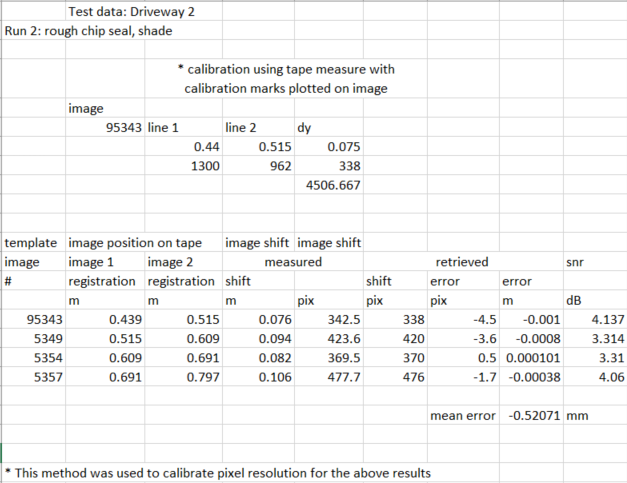 Test data: Driveway 2
Run 2: rough chip seal, shade
* calibration using tape measure with
calibration marks plotted on image
image
95343 line 1 line 2 dy
0.44 0.515 0.075
1300 962 338
4506.667
template image position on tape image shift image shift
image image 1 image 2 measured retrieved snr
# registration registration shift shift error error
m m m pix pix pix m dB
95343 0.439 0.515 0.076 342.5 338 -4.5 -0.001 4.137
5349 0.515 0.609 0.094 423.6 420 -3.6 -0.0008 3.314
5354 0.609 0.691 0.082 369.5 370 0.5 0.000101 3.31
5357 0.691 0.797 0.106 477.7 476 -1.7 -0.00038 4.06
mean error -0.52071 mm
* This method was used to calibrate pixel resolution for the above results